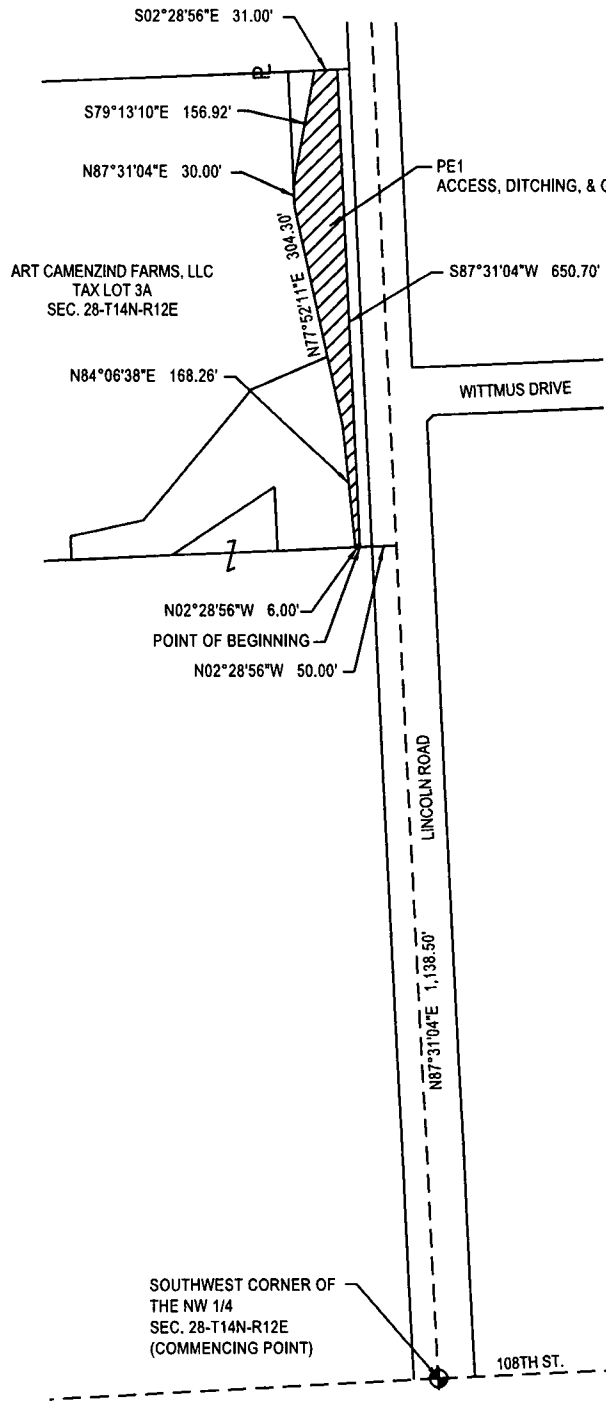 S02°28'56"E 31.00'
PL
S79°13'10"E 156.92'
N87°31'04"E 30.00'
PE1
ACCESS, DITCHING, &
N77°52'11"E 304.30'
ART CAMENZIND FARMS, LLC
TAX LOT 3A
SEC. 28-T14N-R12E
S87°31'04"W 650.70'
N84°06'38"E 168.26'
WITTMUS DRIVE
Z
N02°28'56"W 6.00'
POINT OF BEGINNING
N02°28'56"W 50.00'
LINCOLN ROAD
N87°31'04"E 1,138.50'
SOUTHWEST CORNER OF
THE NW 1/4
SEC. 28-T14N-R12E
(COMMENCING POINT)
108TH ST.